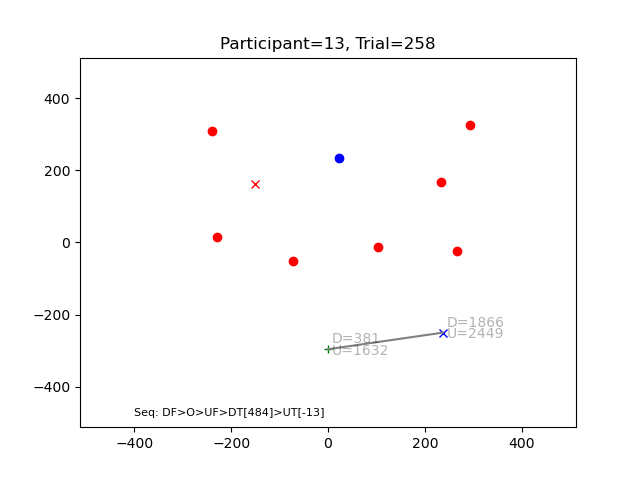 Participant=13, Trial=258
400
200
0
−200
−400
D=1866
U=2449
D=381
U=1632
Seq: DF>O>UF>DT[484]>UT[-13]
−400 −200 0 200 400